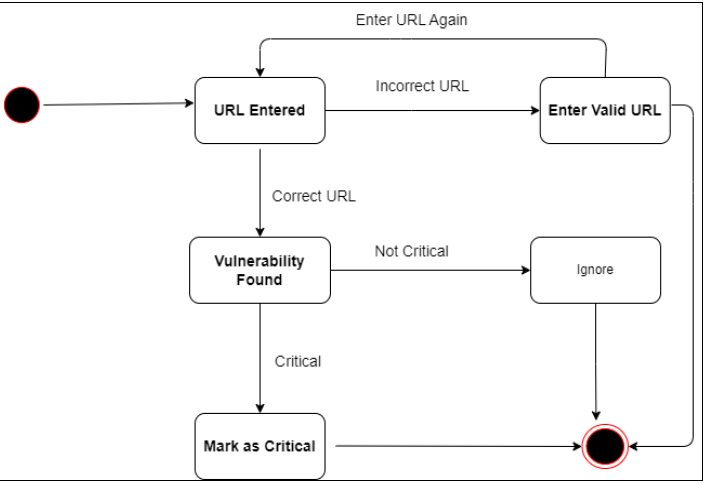 Enter URL Again
Incorrect URL
URL Entered
Enter Valid URL
Correct URL
Vulnerability
Found
Not Critical
Ignore
Critical
Mark as Critical